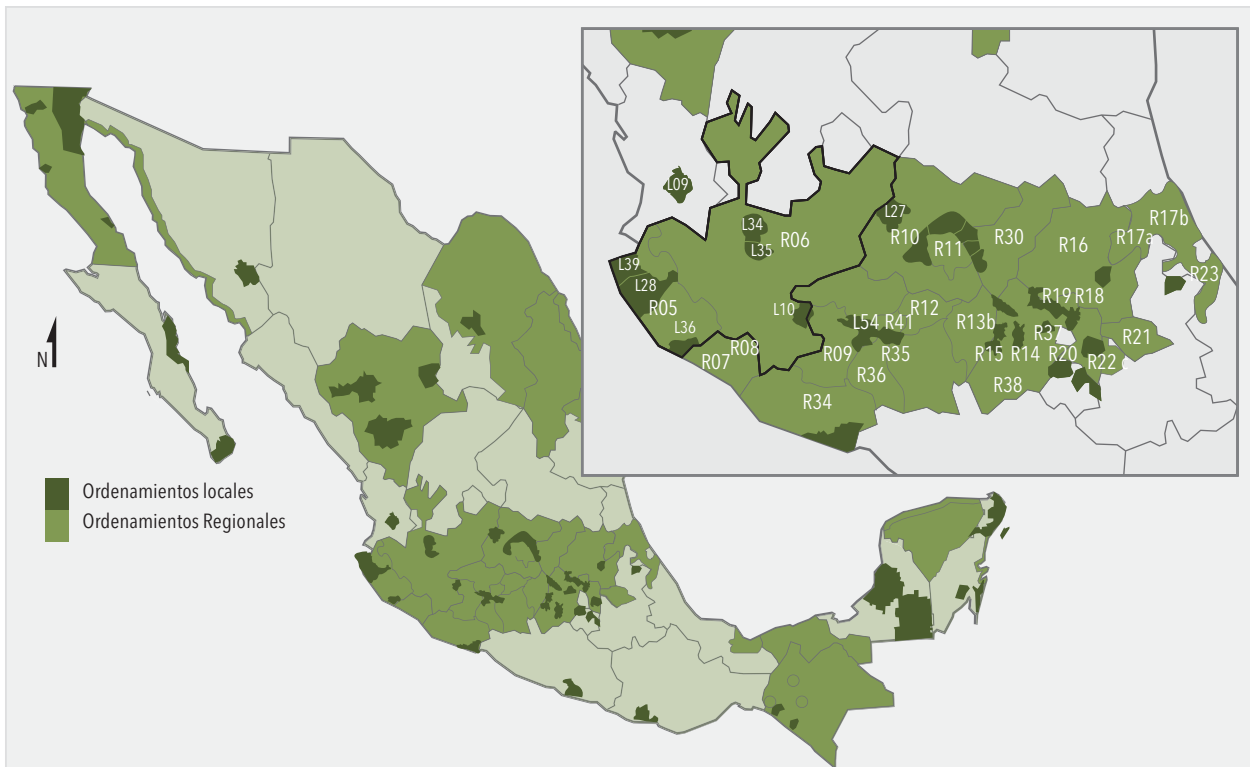 N
Ordenamientos locales
Ordenamientos Regionales
L09
L34
L35
R06
L39
L28
R05
L36
R07
R08
L10
L27
R10
R11
R30
R16
R17a
R17b
R23
R12
L54
R41
R13b
R19
R18
R09
R35
R36
R15
R14
R37
R20
R22
R21
R38
R34